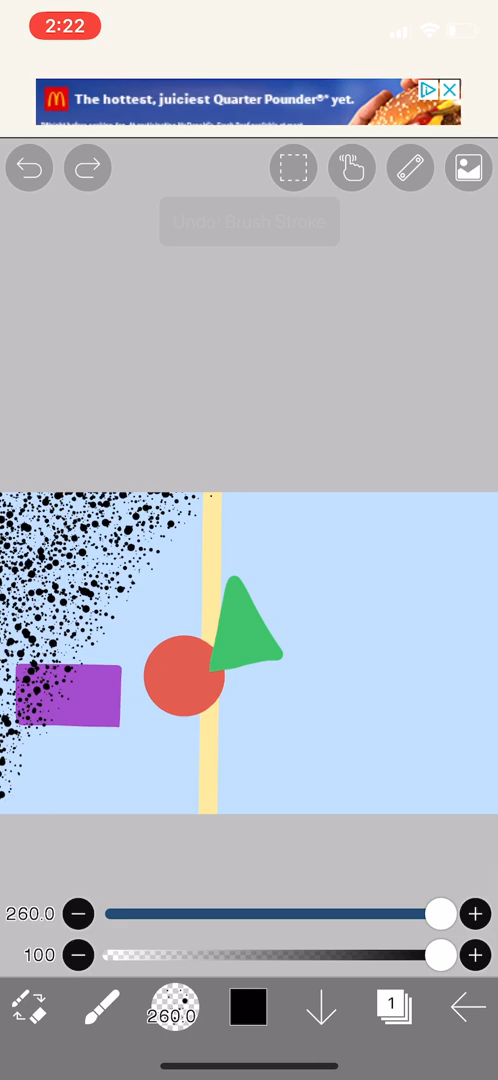 2:22
The hottest, juiciest Quarter Pounder®* yet.
Undo: Brush Stroke
260.0
100
260.0
1